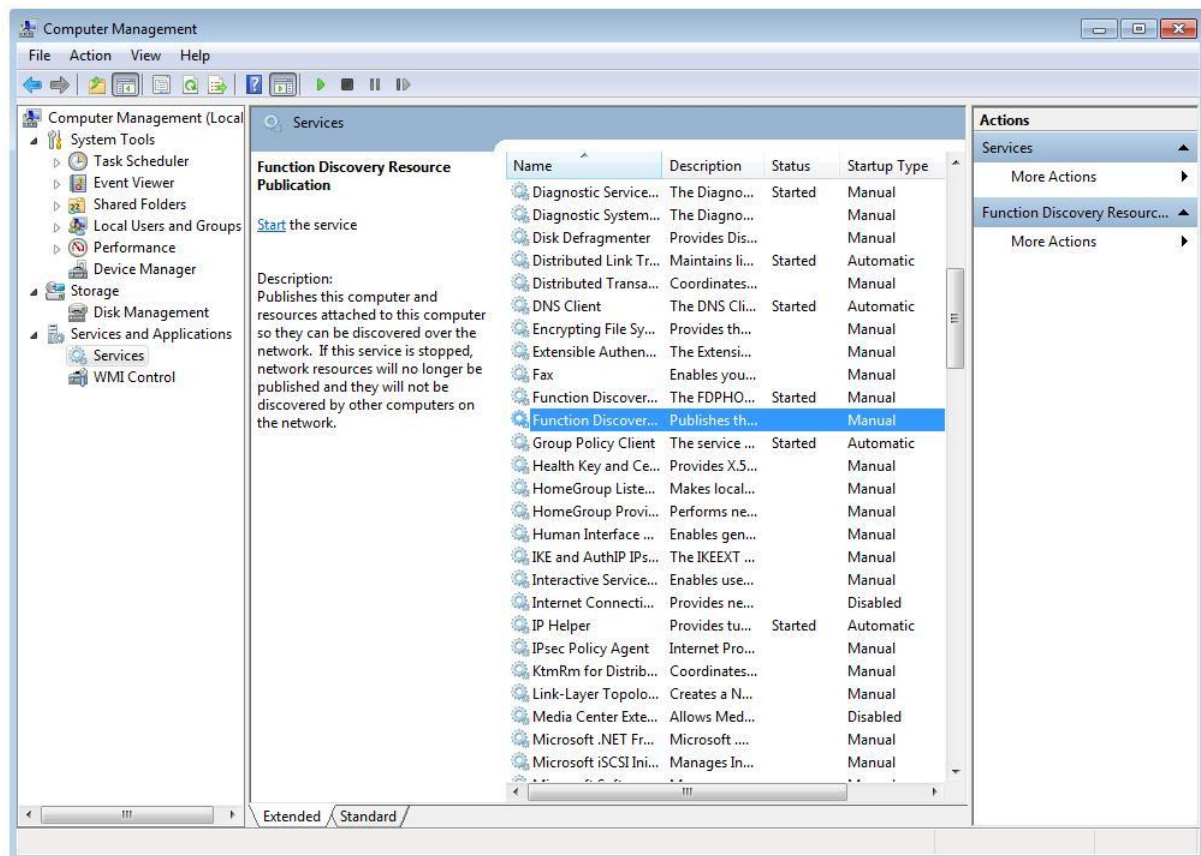 Computer Management
File Action View Help
Computer Management (Local
System Tools
Task Scheduler
Event Viewer
Shared Folders
Local Users and Groups
Performance
Device Manager
Storage
Disk Management
Services and Applications
Services
WMI Control
Services
Function Discovery Resource
Publication
Start the service
Description:
Publishes this computer and
resources attached to this computer
so they can be discovered over the
network. If this service is stopped,
network resources will no longer be
published and they will not be
discovered by other computers on
the network.
Name Description Status Startup Type
Diagnostic Service... The Diagno... Started Manual
Diagnostic System... The Diagno... Manual
Disk Defragmenter Provides Dis... Manual
Distributed Link Tr... Maintains li... Started Automatic
Distributed Transa... Coordinates... Manual
DNS Client The DNS Cli... Started Automatic
Encrypting File Sy... Provides th... Manual
Extensible Authen... The Extensi... Manual
Fax Enables you... Manual
Function Discover... The FDPHO... Started Manual
Function Discover... Publishes th... Manual
Group Policy Client The service ... Started Automatic
Health Key and Ce... Provides X.5... Manual
HomeGroup Liste... Makes local... Manual
HomeGroup Provi... Performs ne... Manual
Human Interface ... Enables gen... Manual
IKE and AuthIP IPs... The IKEEXT ... Manual
Interactive Service... Enables use... Manual
Internet Connecti... Provides ne... Disabled
IP Helper Provides tu... Started Automatic
IPsec Policy Agent Internet Pro... Manual
KtmRm for Distrib... Coordinates... Manual
Link-Layer Topolo... Creates a N... Manual
Media Center Exte... Allows Med... Disabled
Microsoft .NET Fr... Microsoft .... Manual
Microsoft iSCSI Ini... Manages In... Manual
Extended Standard
Actions
Services
More Actions
Function Discovery Resourc...
More Actions